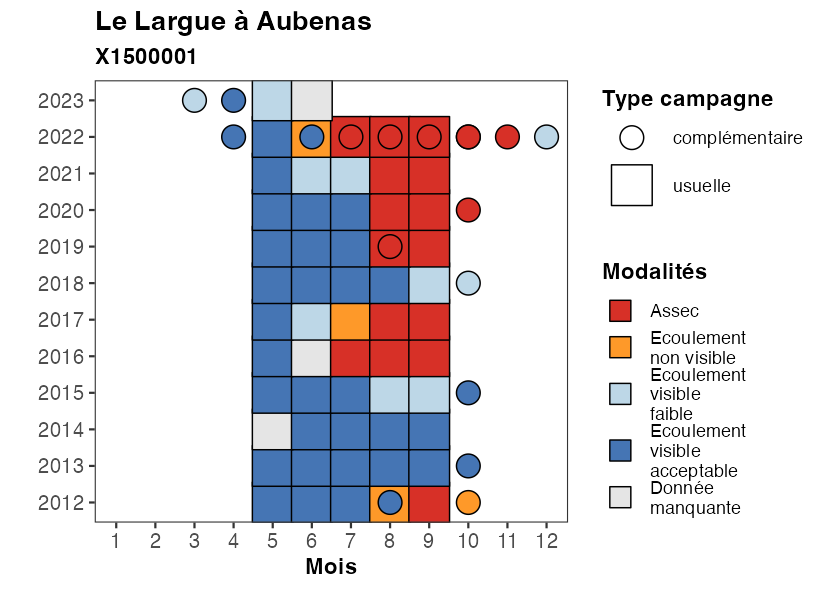 Le Largue à Aubenas
X1500001
2023
2022
2021
2020
2019
2018
2017
2016
2015
2014
2013
2012
1 2 3 4 5 6 7 8 9 10 11 12
Mois
Type campagne
complémentaire
usuelle
Modalités
Assec
Ecoulement
non visible
Ecoulement
visible
faible
Ecoulement
visible
acceptable
Donnée
manquante